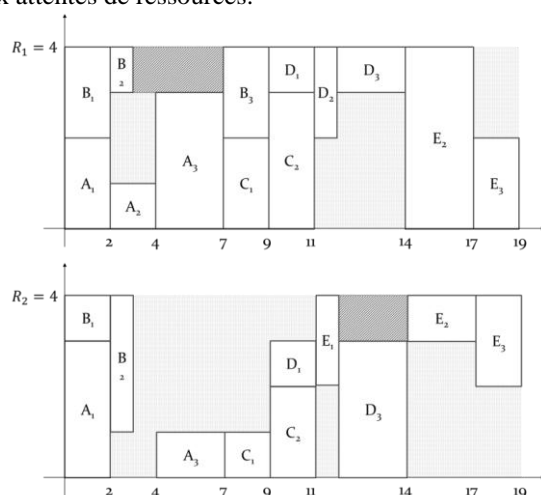 x attentes de ressources.
R₁ = 4
B₁
B
2
D₁
D₃
B₃
D₂
E₂
A₃
A₁
C₂
C₁
E₃
A₂
2 4 7 9 11 14 17 19
R₂ = 4
B₁
E₂
B
2
E₁
E₃
D₁
A₁
D₃
C₂
A₃ C₁
2 4 7 9 11 14 17 19